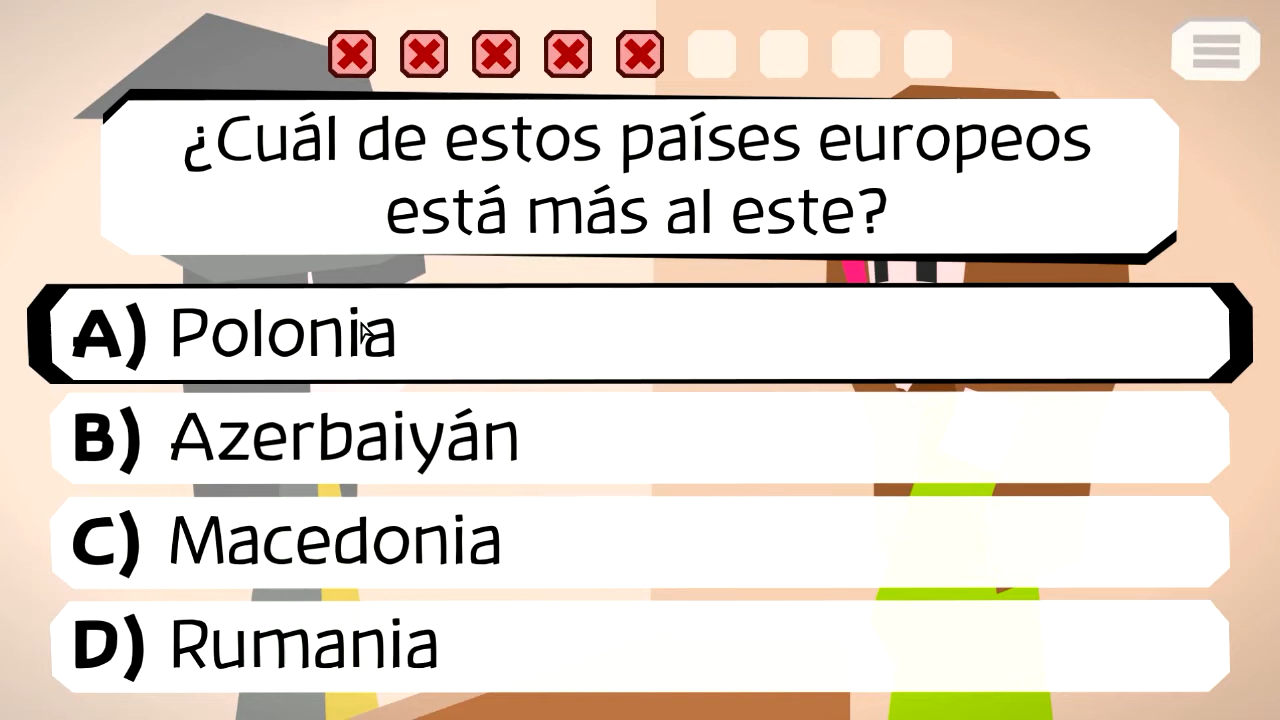 ¿Cuál de estos países europeos
está más al este?
A) Polonia
B) Azerbaiyán
C) Macedonia
D) Rumania